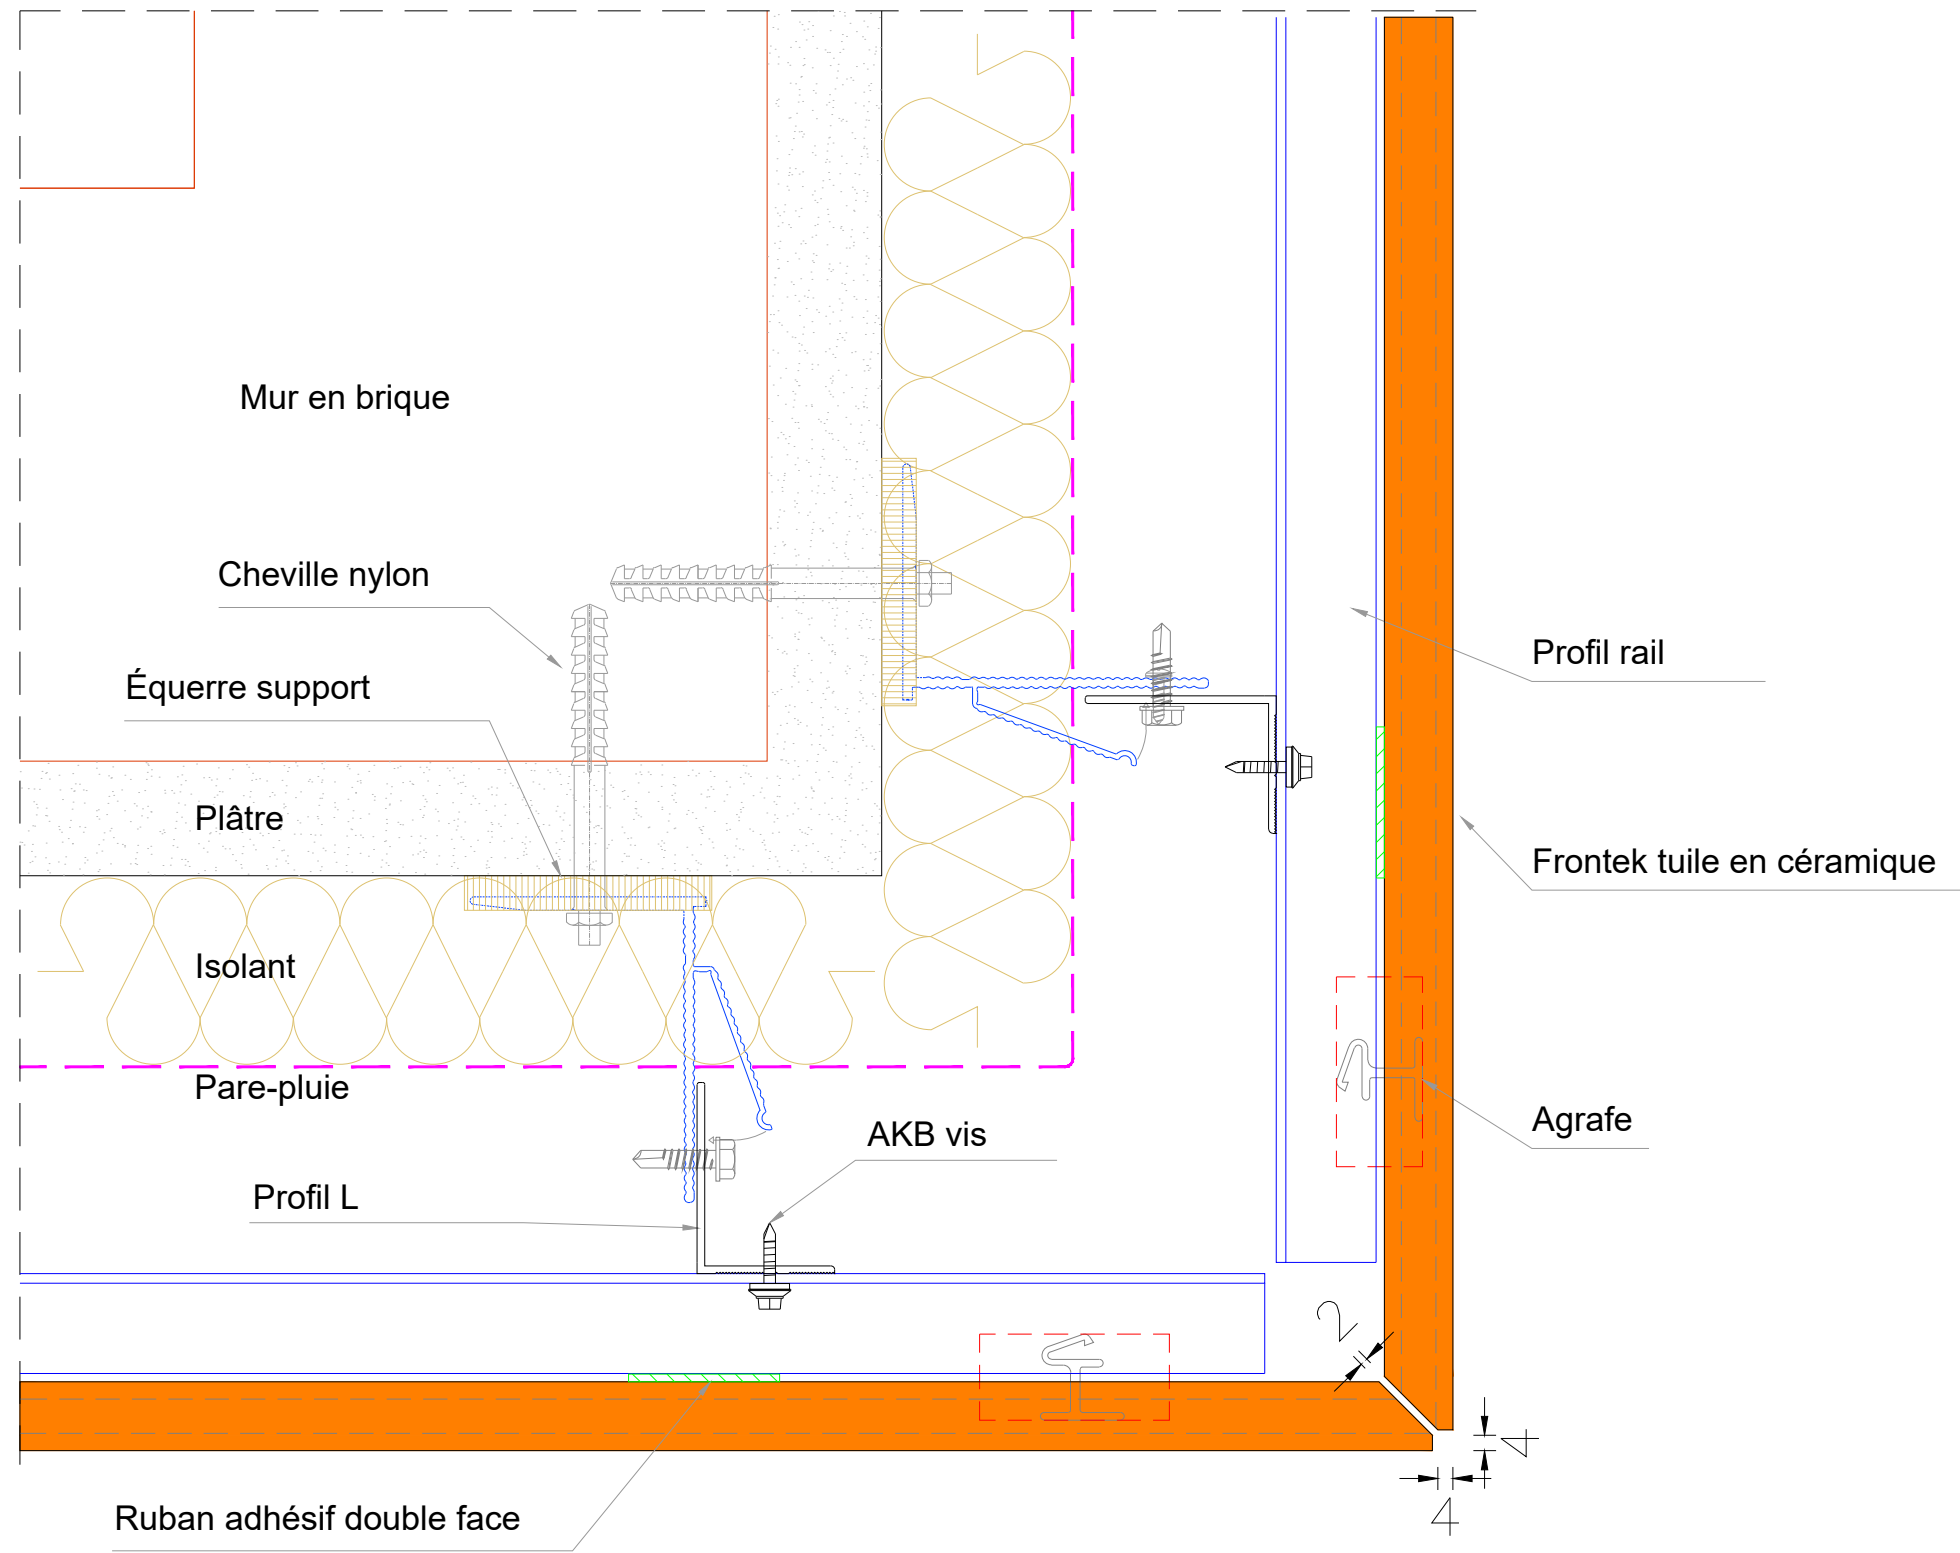 Mur en brique
Cheville nylon
Équerre support
Profil rail
Plâtre
Frontek tuile en céramique
Isolant
Pare-pluie
Agrafe
AKB vis
Profil L
2
4
4
Ruban adhésif double face